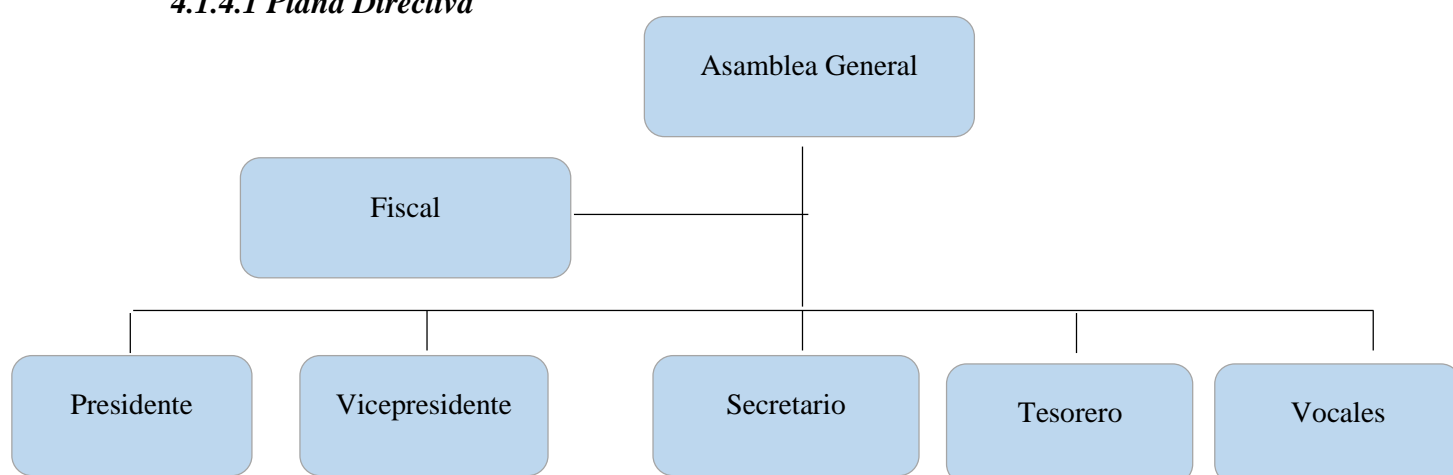 4.1.4.1 Plana Directiva
Asamblea General
Fiscal
Presidente
Vicepresidente
Secretario
Tesorero
Vocales